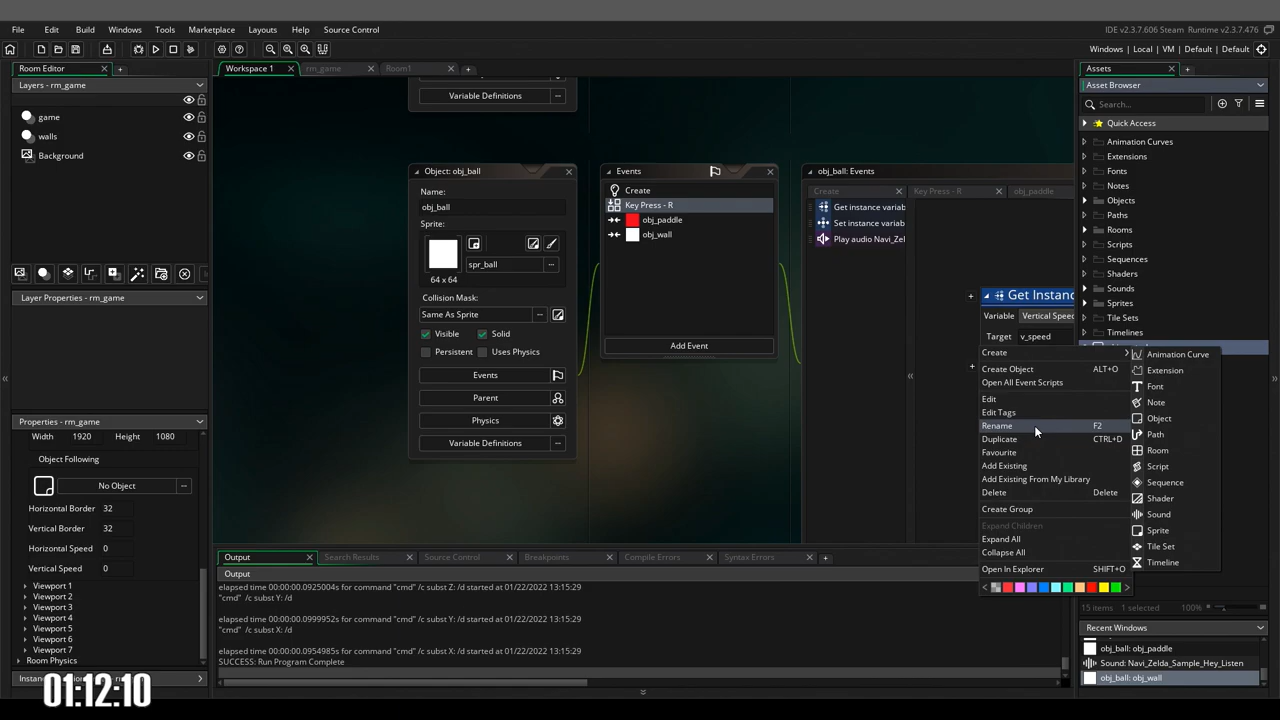 File Edit Build Windows Tools Marketplace Layouts Help Source Control
IDE v2.3.7.606 Steam Runtime v2.3.7.476
Windows | Local | VM | Default | Default
Room Editor
Layers - rm_game
game
walls
Background
Layer Properties - rm_game
Properties - rm_game
Width 1920 Height 1080
Object Following
No Object
Horizontal Border 32
Vertical Border 32
Horizontal Speed 0
Vertical Speed 0
Viewport 1
Viewport 2
Viewport 3
Viewport 4
Viewport 5
Viewport 6
Viewport 7
Room Physics
01:12:10
Workspace 1 rm_game Room1
Variable Definitions
Object: obj_ball
Name:
obj_ball
Sprite:
spr_ball
64 x 64
Collision Mask:
Same As Sprite
Visible Solid
Persistent Uses Physics
Events
Parent
Physics
Variable Definitions
Events
Create
Key Press - R
obj_paddle
obj_wall
Add Event
obj_ball: Events
Create Key Press - R obj_paddle
Get instance variab
Set instance variab
Play audio Navi_Zel
Get Instanc
Variable Vertical Speed
Target v_speed
Create
Create Object ALT+O
Open All Event Scripts
Edit
Edit Tags
Rename F2
Duplicate CTRL+D
Favourite
Add Existing
Add Existing From My Library
Delete Delete
Create Group
Expand Children
Expand All
Collapse All
Open In Explorer SHIFT+O
Animation Curve
Extension
Font
Note
Object
Path
Room
Script
Sequence
Shader
Sound
Sprite
Tile Set
Timeline
Output Search Results Source Control Breakpoints Compile Errors Syntax Errors
Output
elapsed time 00:00:00.0925004s for command "cmd" /c subst Z: /d started at 01/22/2022 13:15:29
"cmd" /c subst Y: /d
elapsed time 00:00:00.0999952s for command "cmd" /c subst Y: /d started at 01/22/2022 13:15:29
"cmd" /c subst X: /d
elapsed time 00:00:00.0954985s for command "cmd" /c subst X: /d started at 01/22/2022 13:15:29
SUCCESS: Run Program Complete
Assets
Asset Browser
Search...
Quick Access
Animation Curves
Extensions
Fonts
Notes
Objects
Paths
Rooms
Scripts
Sequences
Shaders
Sounds
Sprites
Tile Sets
Timelines
15 items 1 selected 100%
Recent Windows
obj_ball: obj_paddle
Sound: Navi_Zelda_Sample_Hey_Listen
obj_ball: obj_wall